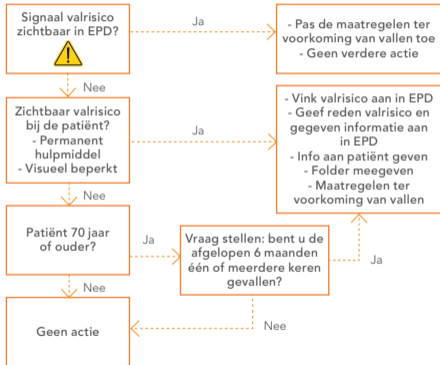 Signaal valrisico
zichtbaar in EPD?
Ja
- Pas de maatregelen ter
voorkoming van vallen toe
- Geen verdere actie
Nee
Zichtbaar valrisico
bij de patiënt?
- Permanent
hulpmiddel
- Visueel beperkt
Ja
- Vink valrisico aan in EPD
- Geef reden valrisico en
gegeven informatie aan
in EPD
- Info aan patiënt geven
- Folder meegeven
- Maatregelen ter
voorkoming van vallen
Nee
Patiënt 70 jaar
of ouder?
Ja
Vraag stellen: bent u de
afgelopen 6 maanden
één of meerdere keren
gevallen?
Ja
Nee
Nee
Geen actie